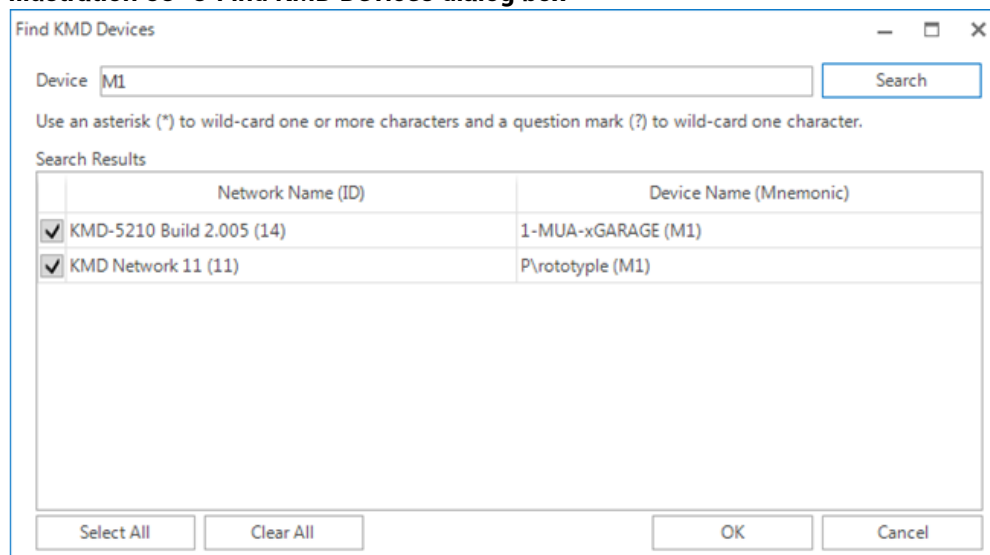 Find KMD Devices
Device M1 Search
Use an asterisk (*) to wild-card one or more characters and a question mark (?) to wild-card one character.
Search Results
Network Name (ID) Device Name (Mnemonic)
KMD-5210 Build 2.005 (14) 1-MUA-xGARAGE (M1)
KMD Network 11 (11) P\rototyple (M1)
Select All Clear All OK Cancel